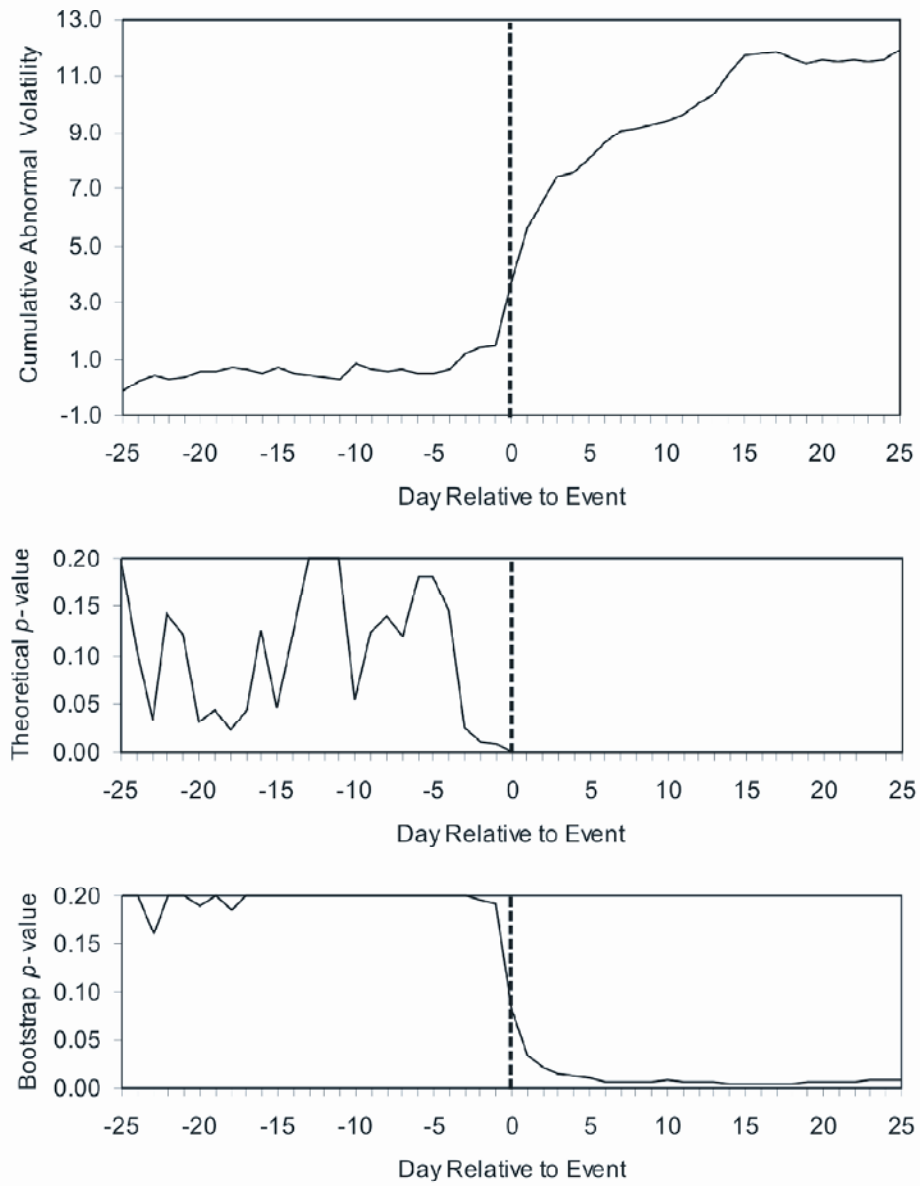 Cumulative Abnormal Volatility
13.0
11.0
9.0
7.0
5.0
3.0
1.0
-1.0
-25 -20 -15 -10 -5 0 5 10 15 20 25
Day Relative to Event
Theoretical p-value
0.20
0.15
0.10
0.05
0.00
-25 -20 -15 -10 -5 0 5 10 15 20 25
Day Relative to Event
Bootstrap p-value
0.20
0.15
0.10
0.05
0.00
-25 -20 -15 -10 -5 0 5 10 15 20 25
Day Relative to Event